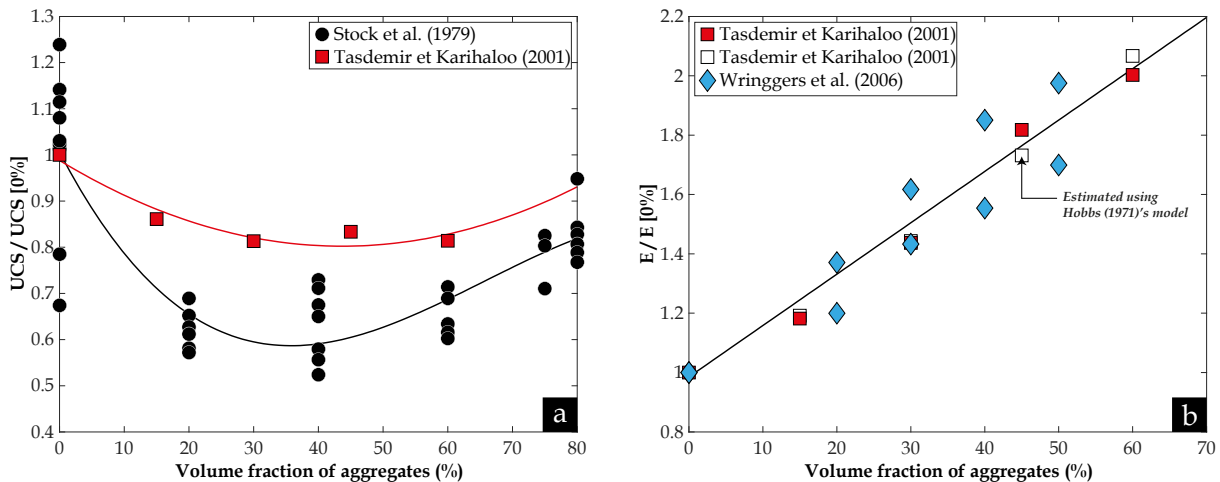 1.3
1.2
1.1
1
0.9
0.8
0.7
0.6
0.5
0.4
UCS / UCS [0%]
Stock et al. (1979)
Tasdemir et Karihaloo (2001)
a
0
10
20
30
40
50
60
70
80
Volume fraction of aggregates (%)
2.2
2
1.8
1.6
1.4
1.2
1
0.8
E / E [0%]
Tasdemir et Karihaloo (2001)
Tasdemir et Karihaloo (2001)
Wringgers et al. (2006)
Estimated using
Hobbs (1971)'s model
b
0
10
20
30
40
50
60
70
Volume fraction of aggregates (%)